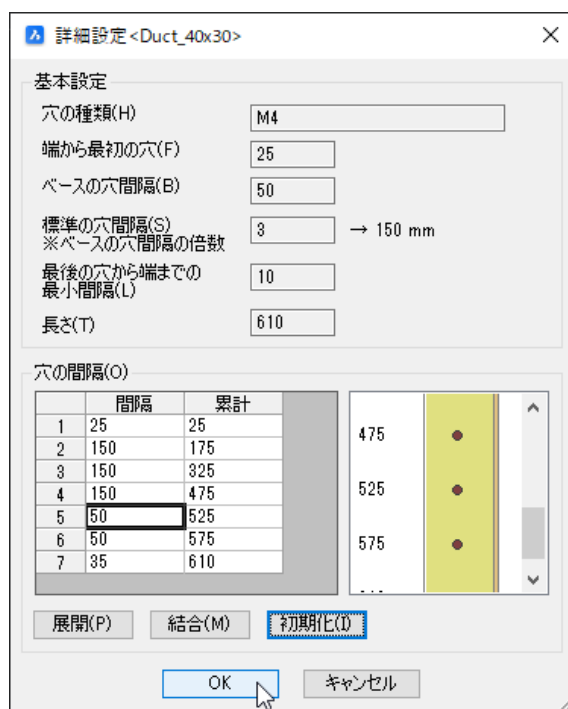 詳細設定<Duct_40x30>
基本設定
穴の種類(H) M4
端から最初の穴(F) 25
ベースの穴間隔(B) 50
標準の穴間隔(S) 3 → 150 mm
※ベースの穴間隔の倍数
最後の穴から端までの
最小間隔(L) 10
長さ(T) 610
穴の間隔(O)
間隔 累計
1 25 25
2 150 175
3 150 325
4 150 475
5 50 525
6 50 575
7 35 610
475
525
575
展開(P) 結合(M) 初期化(I)
OK キャンセル